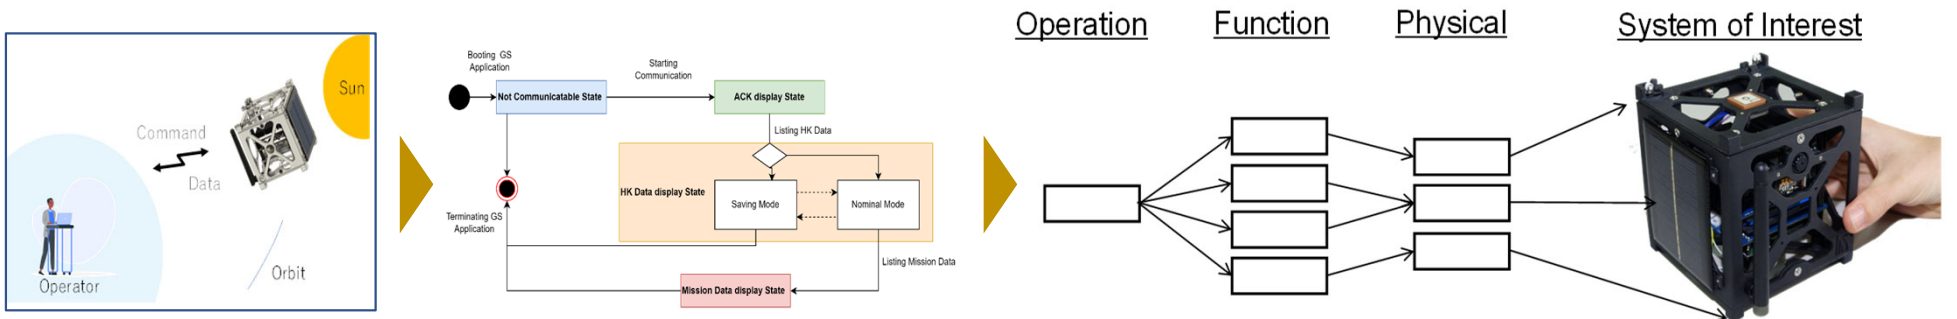 Sun
Command
Data
Orbit
Operator
Booting GS
Application
Starting
Communication
Not Communicatable State
ACK display State
Listing HK Data
HK Data display State
Saving Mode
Nominal Mode
Terminating GS
Application
Listing Mission Data
Mission Data display State
Operation
Function
Physical
System of Interest